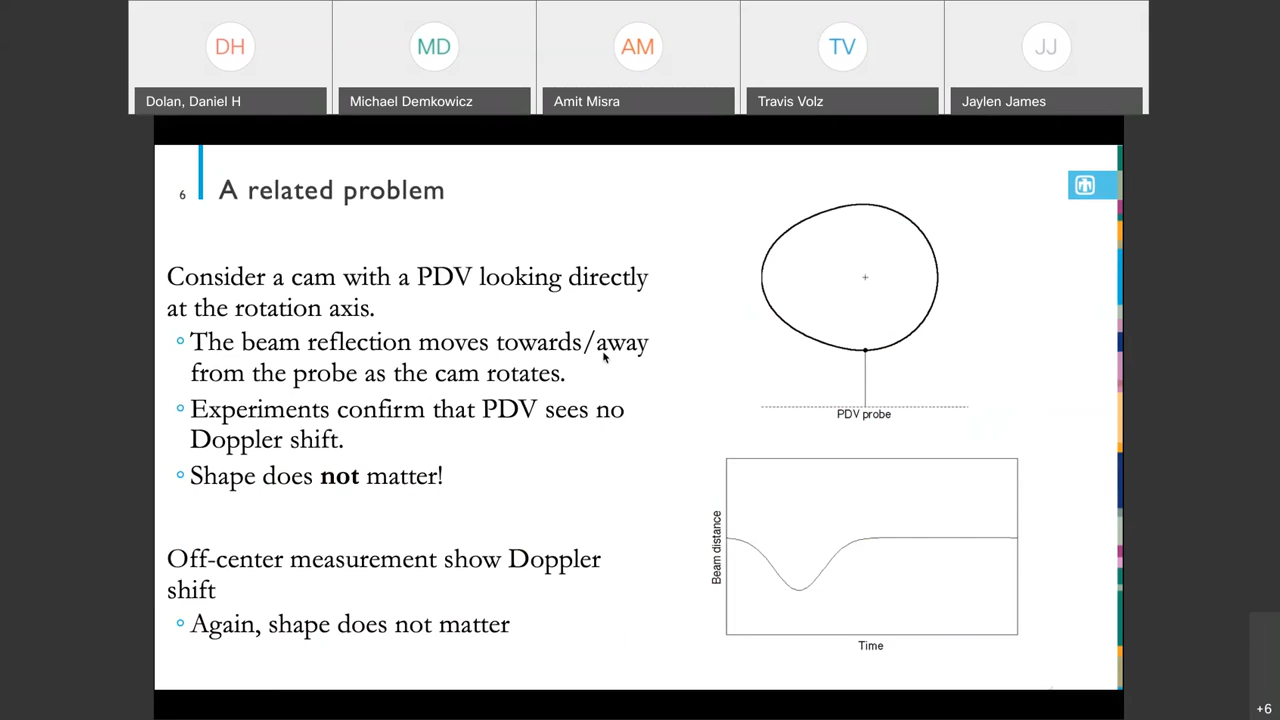 DH
MD
AM
TV
JJ
Dolan, Daniel H
Michael Demkowicz
Amit Misra
Travis Volz
Jaylen James
6
A related problem
Consider a cam with a PDV looking directly
at the rotation axis.
The beam reflection moves towards/away
from the probe as the cam rotates.
Experiments confirm that PDV sees no
Doppler shift.
Shape does not matter!
Off-center measurement show Doppler
shift
Again, shape does not matter
PDV probe
Beam distance
Time
+6